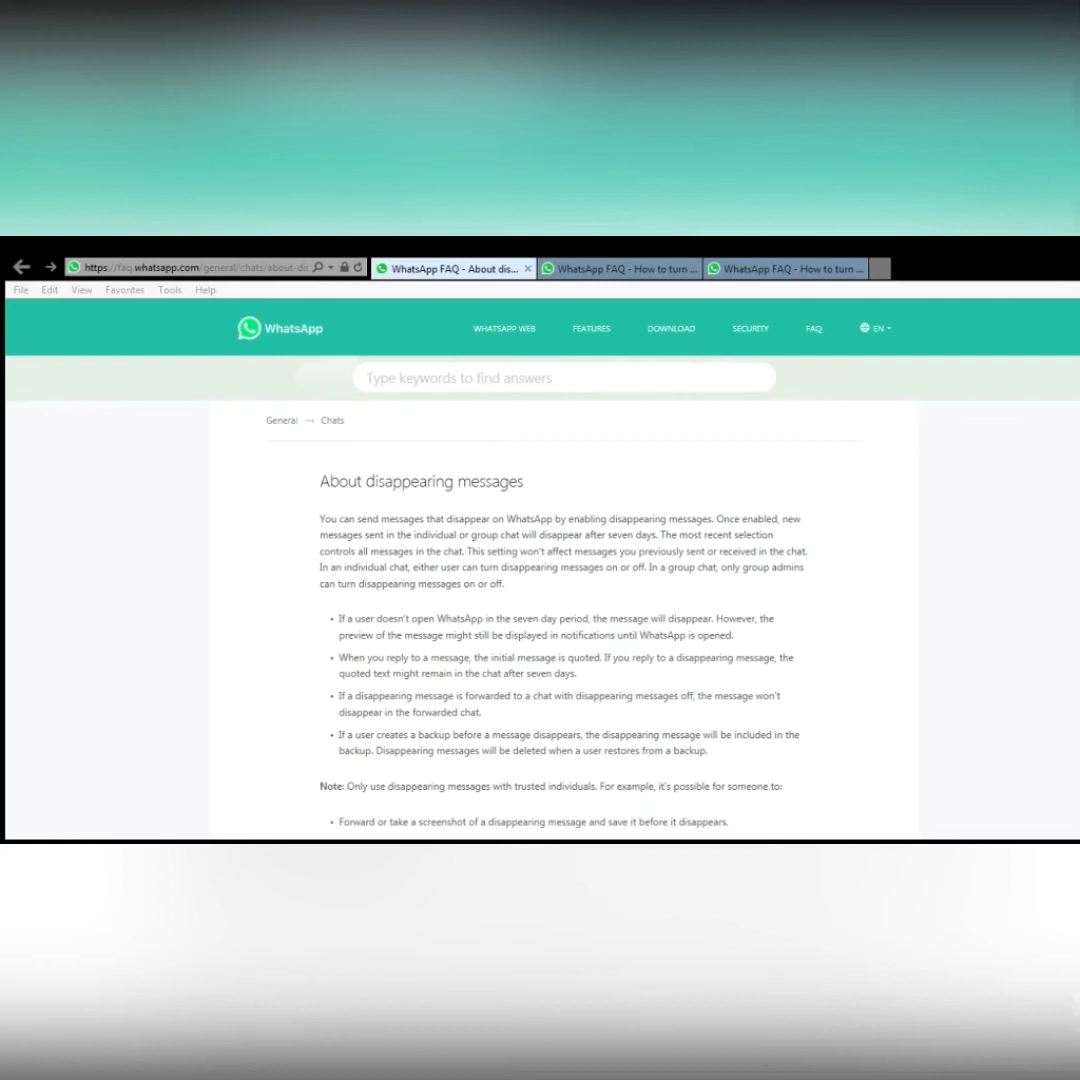 https://faq.whatsapp.com/general/chats/about-dis
WhatsApp FAQ - About dis...
WhatsApp FAQ - How to turn ...
WhatsApp FAQ - How to turn ...
File Edit View Favorites Tools Help
WhatsApp
WHATSAPP WEB FEATURES DOWNLOAD SECURITY FAQ EN
Type keywords to find answers
General → Chats
About disappearing messages
You can send messages that disappear on WhatsApp by enabling disappearing messages. Once enabled, new
messages sent in the individual or group chat will disappear after seven days. The most recent selection
controls all messages in the chat. This setting won't affect messages you previously sent or received in the chat.
In an individual chat, either user can turn disappearing messages on or off. In a group chat, only group admins
can turn disappearing messages on or off.
• If a user doesn't open WhatsApp in the seven day period, the message will disappear. However, the
preview of the message might still be displayed in notifications until WhatsApp is opened.
• When you reply to a message, the initial message is quoted. If you reply to a disappearing message, the
quoted text might remain in the chat after seven days.
• If a disappearing message is forwarded to a chat with disappearing messages off, the message won't
disappear in the forwarded chat.
• If a user creates a backup before a message disappears, the disappearing message will be included in the
backup. Disappearing messages will be deleted when a user restores from a backup.
Note: Only use disappearing messages with trusted individuals. For example, it's possible for someone to:
• Forward or take a screenshot of a disappearing message and save it before it disappears.